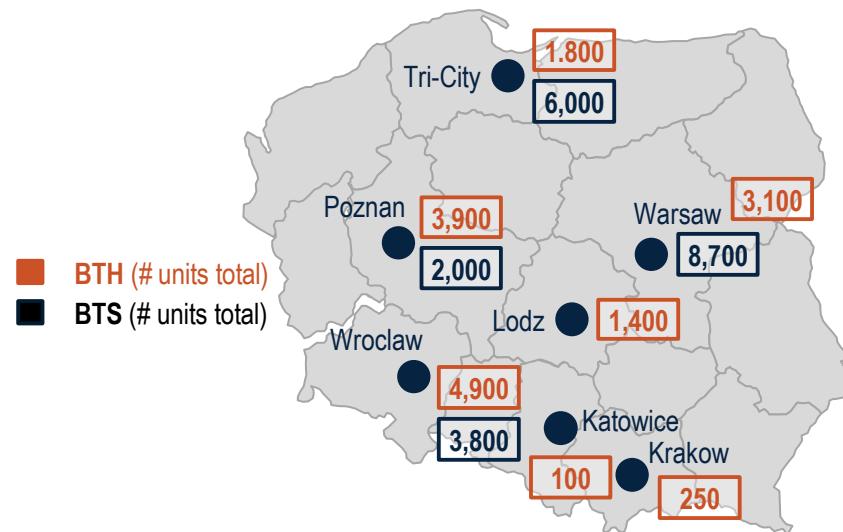 1.800
Tri-City
6,000
Poznan
3,900
2,000
3,100
Warsaw
8,700
BTH (# units total)
BTS (# units total)
Lodz
1,400
Wroclaw
4,900
3,800
Katowice
100
Krakow
250